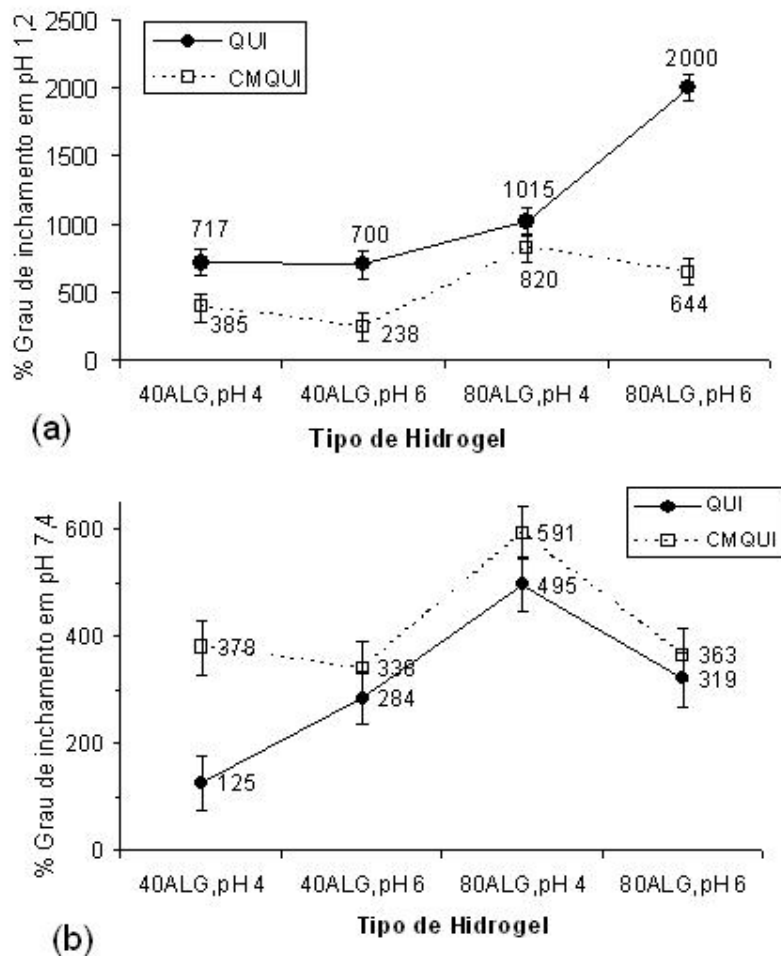 % Grau de inchamento em pH 1,2
2500
2000
1500
1000
500
0
QUI
CMQUI
717
700
1015
2000
385
238
820
644
40ALG,pH 4
40ALG,pH 6
80ALG,pH 4
80ALG,pH 6
Tipo de Hidrogel
(a)
% Grau de inchamento em pH 7,4
600
400
200
0
QUI
CMQUI
378
338
591
363
125
284
495
319
40ALG,pH 4
40ALG,pH 6
80ALG,pH 4
80ALG,pH 6
Tipo de Hidrogel
(b)